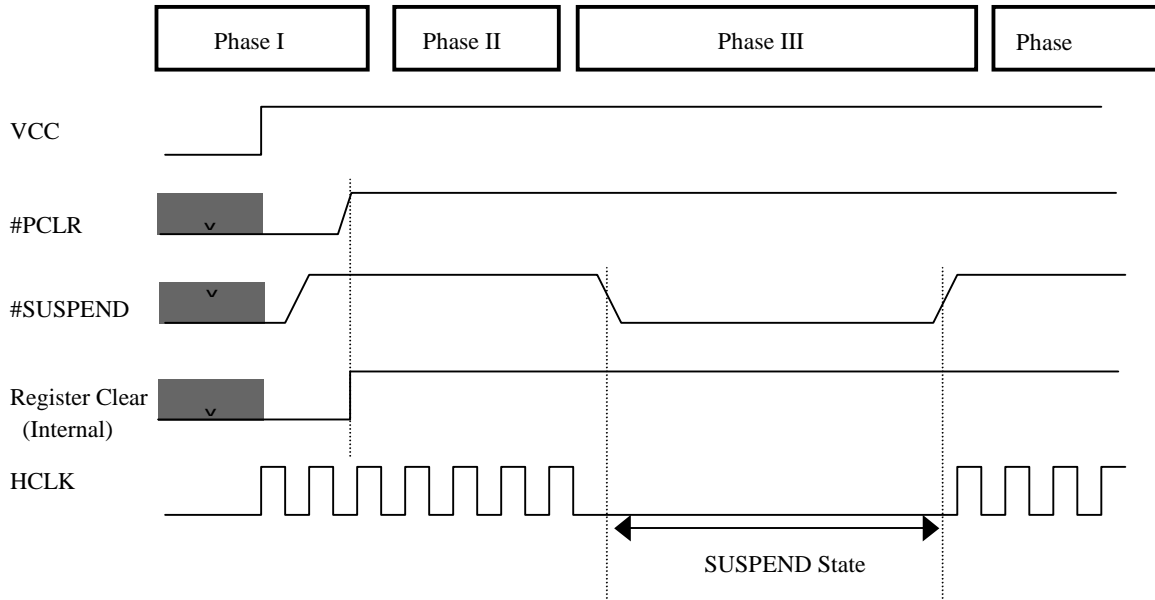 Phase I
Phase II
Phase III
Phase
VCC
#PCLR
#SUSPEND
Register Clear
(Internal)
HCLK
SUSPEND State